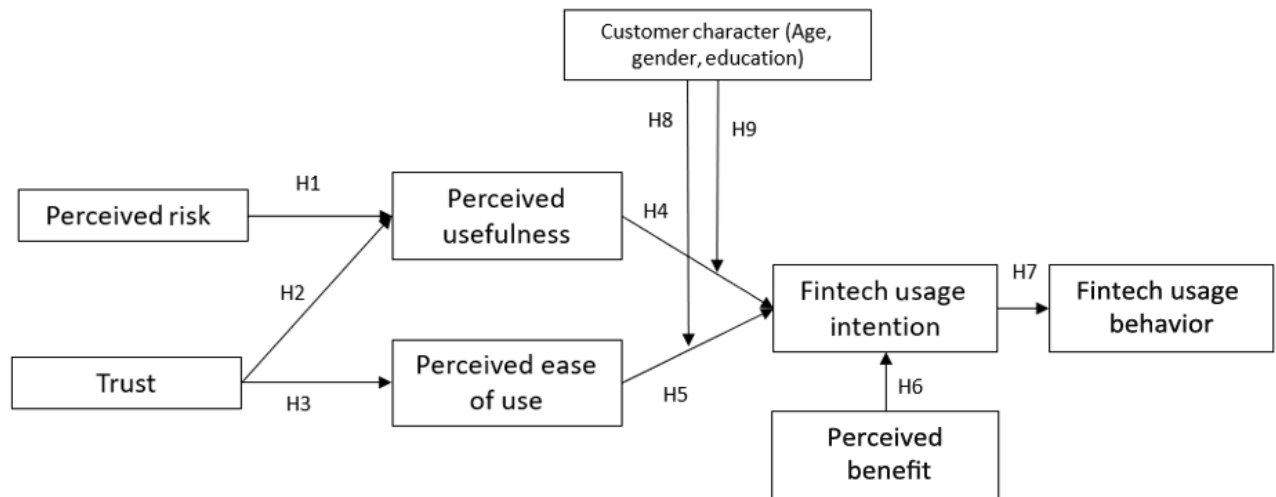 Customer character (Age,
gender, education)
H8
H9
H1
Perceived risk
Perceived
usefulness
H4
H2
Fintech usage
intention
H7
Fintech usage
behavior
Trust
H3
Perceived ease
of use
H5
H6
Perceived
benefit